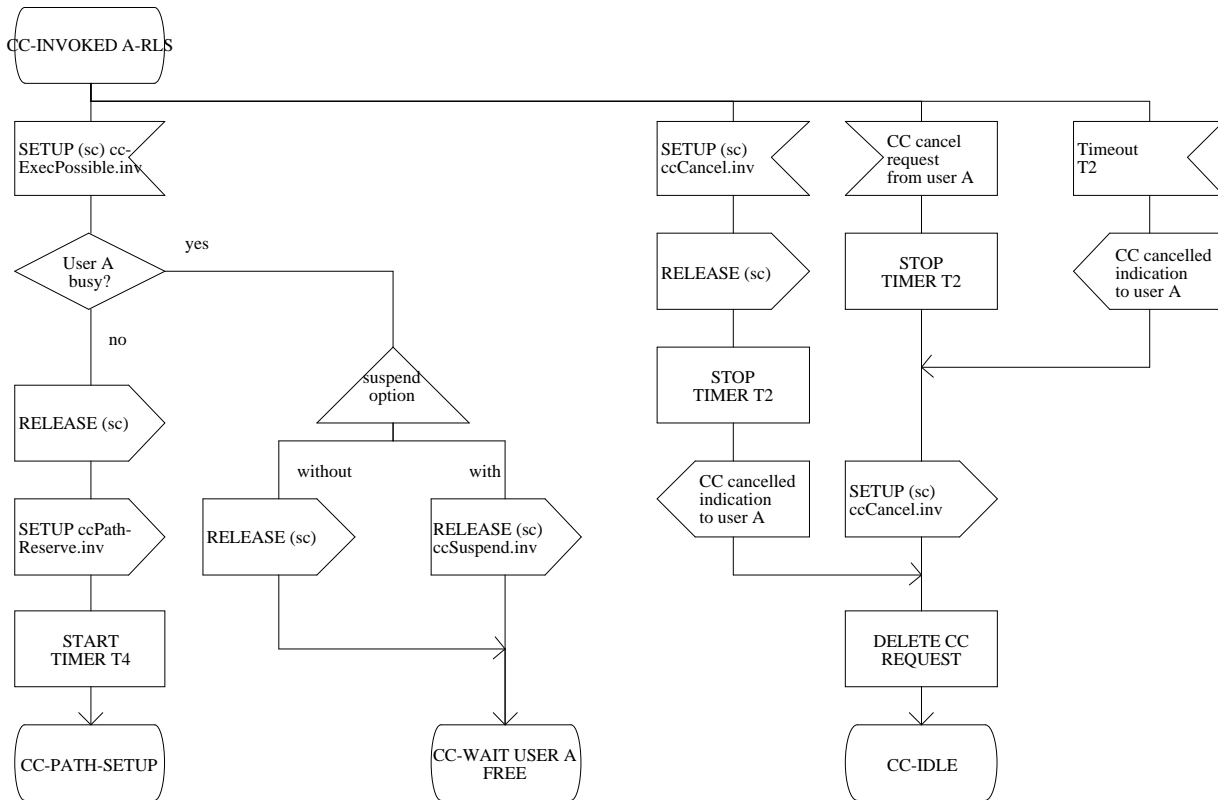 CC-INVOKED A-RLS
SETUP (sc) cc-
ExecPossible.inv
SETUP (sc)
ccCancel.inv
CC cancel
request
from user A
Timeout
T2
User A
busy?
yes
no
RELEASE (sc)
STOP
TIMER T2
CC cancelled
indication
to user A
suspend
option
STOP
TIMER T2
RELEASE (sc)
without
with
CC cancelled
indication
to user A
SETUP (sc)
ccCancel.inv
SETUP ccPath-
Reserve.inv
RELEASE (sc)
RELEASE (sc)
ccSuspend.inv
START
TIMER T4
DELETE CC
REQUEST
CC-PATH-SETUP
CC-WAIT USER A
FREE
CC-IDLE